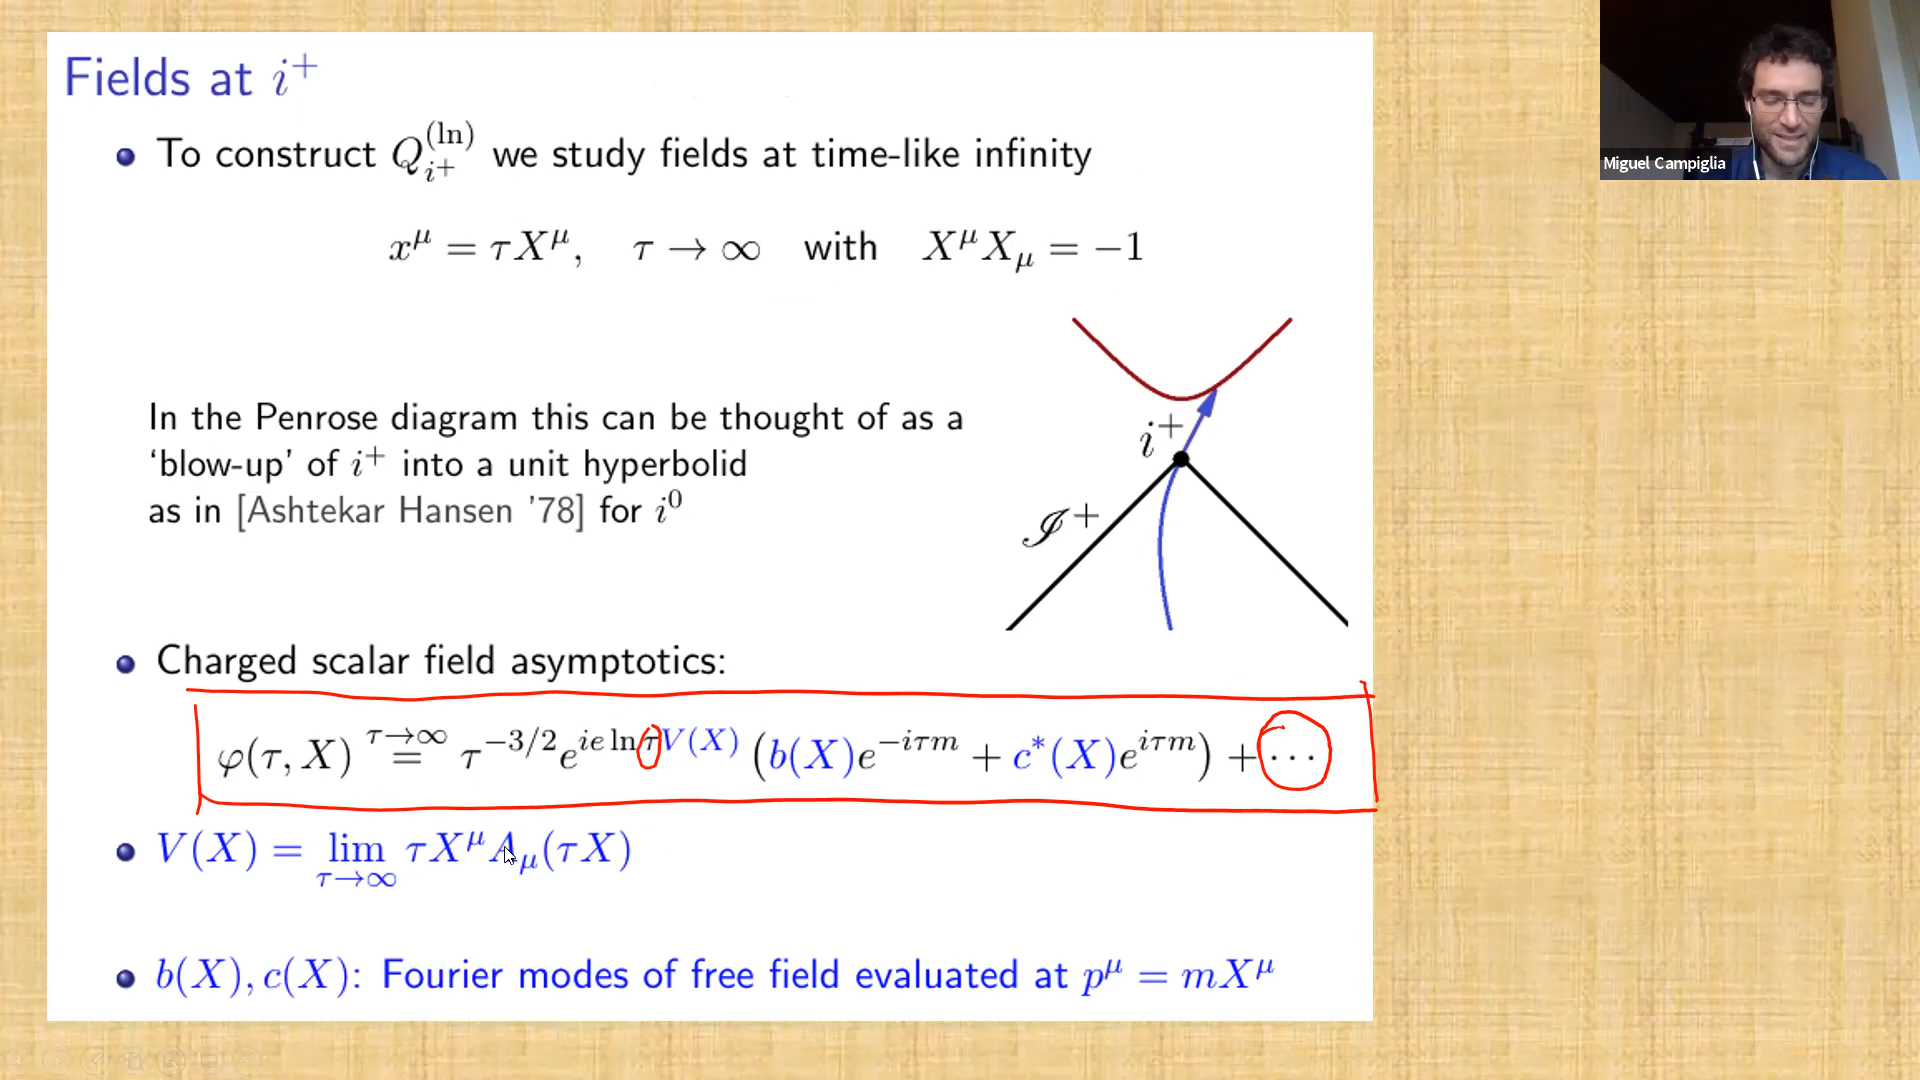 Fields at i⁺
To construct Q_{i⁺}^{(ln)} we study fields at time-like infinity
x^μ = τX^μ, τ → ∞ with X^μ X_μ = −1
In the Penrose diagram this can be thought of as a
‘blow-up’ of i⁺ into a unit hyperbolid
as in [Ashtekar Hansen ’78] for i⁰
i⁺
ℐ⁺
Charged scalar field asymptotics:
φ(τ, X) \overset{τ→∞}{=} τ^{−3/2} e^{ie ln τ V(X)} (b(X)e^{−iτm} + c*(X)e^{iτm}) + ···
V(X) = lim_{τ→∞} τX^μ A_μ(τX)
b(X), c(X): Fourier modes of free field evaluated at p^μ = mX^μ
Miguel Campiglia